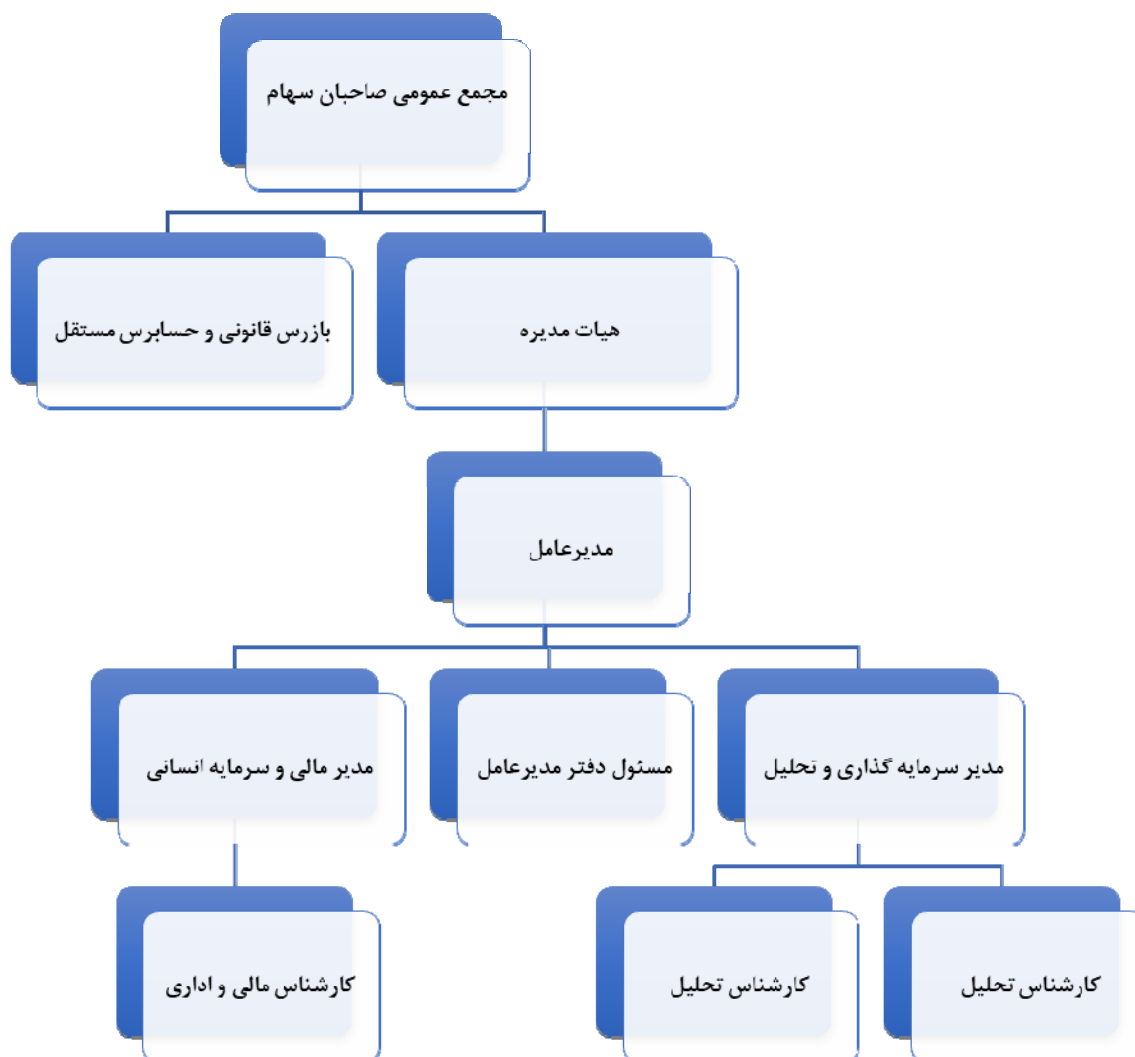 مجمع عمومی صاحبان سهام
هیات مدیره
بازرس قانونی و حسابرس مستقل
مدیرعامل
مدیر سرمایه گذاری و تحلیل
مسئول دفتر مدیرعامل
مدیر مالی و سرمایه انسانی
کارشناس تحلیل
کارشناس تحلیل
کارشناس مالی و اداری